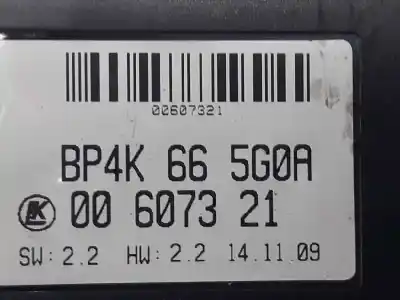 00607321
BP4K 66 5G0A
00 6073 21
SW: 2.2 HW: 2.2 14.11.09